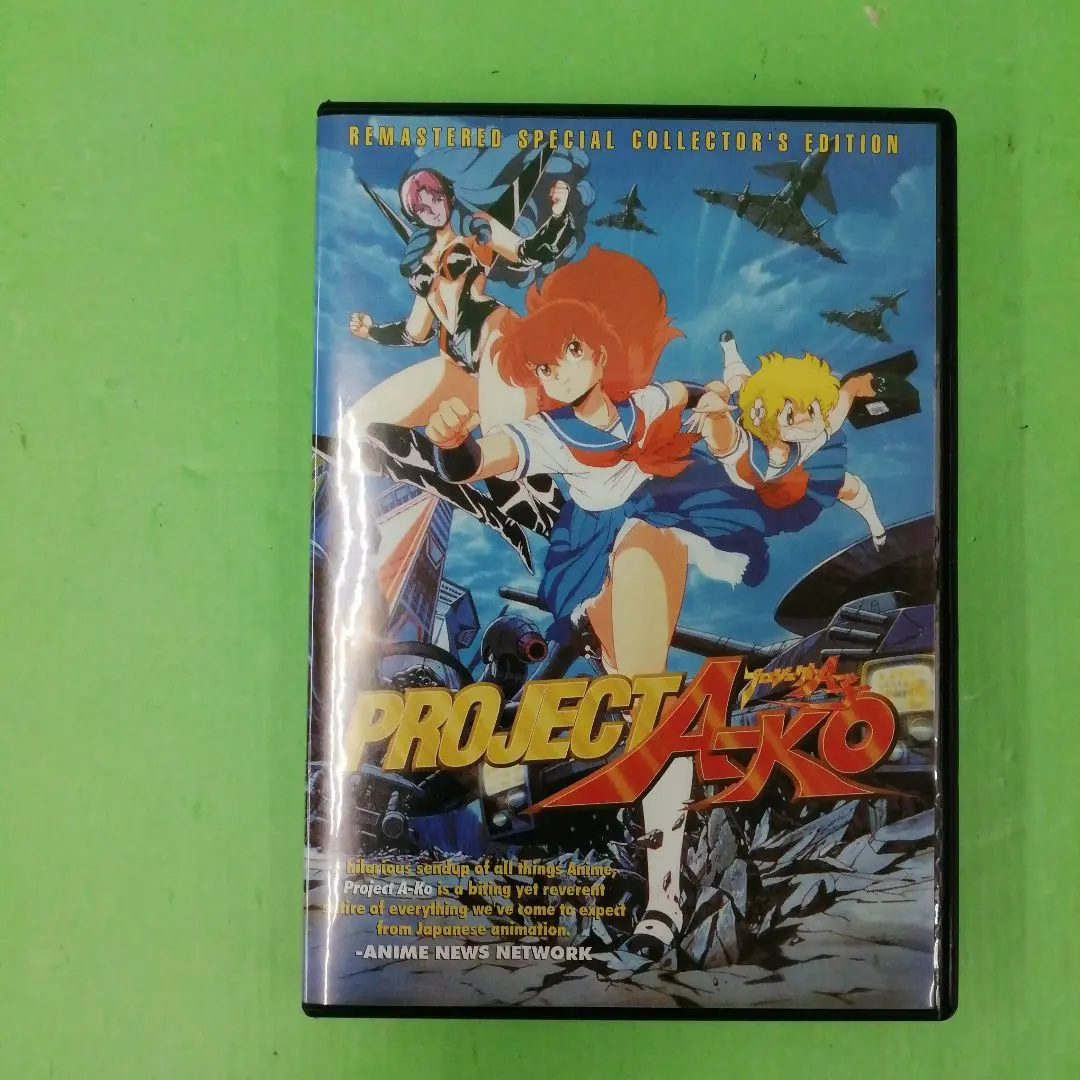 REMASTERED SPECIAL COLLECTOR'S EDITION
プロジェクトA子
PROJECT A-KO
hilarious sendup of all things Anime,
Project A-Ko is a biting yet reverent
satire of everything we've come to expect
from Japanese animation.
-ANIME NEWS NETWORK